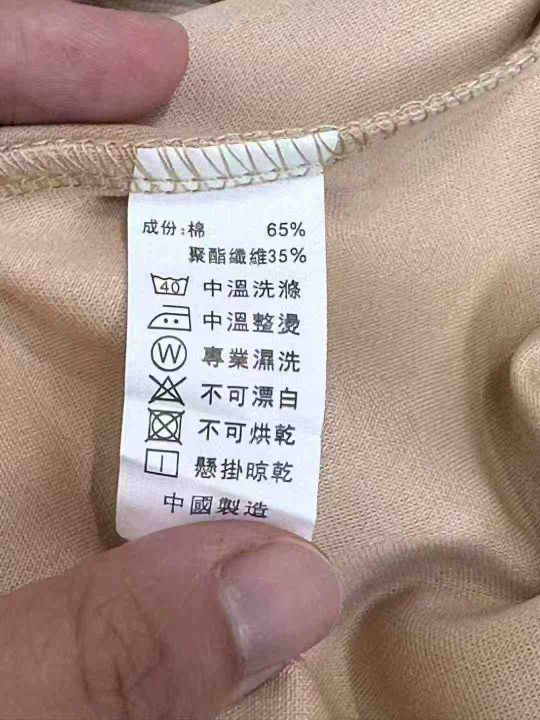 成份:棉 65%
聚酯纖維35%
40 中溫洗滌
中溫整燙
W 專業濕洗
不可漂白
不可烘乾
懸掛晾乾
中國製造